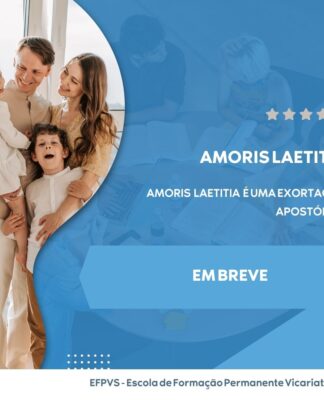 AMORIS LAETIT
AMORIS LAETITIA É UMA EXORTAÇ
APOSTÓ
EM BREVE
EFPVS - Escola de Formação Permanente Vicariat